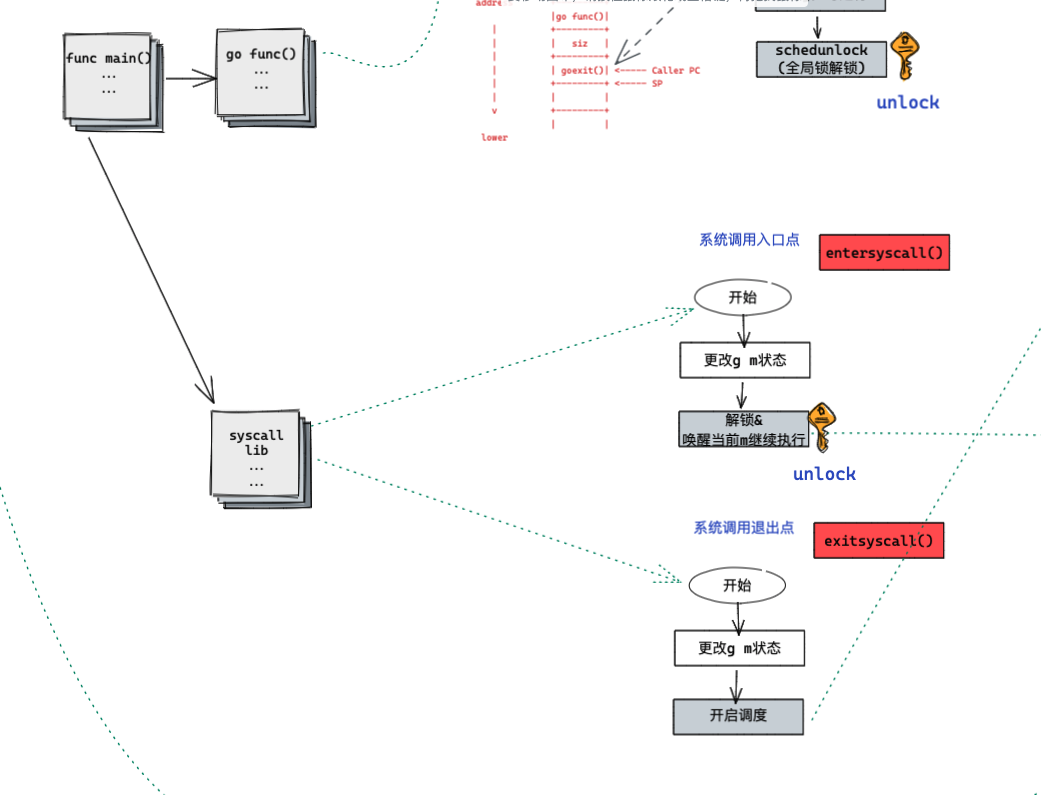 addre
go func()
siz
goexit()
Caller PC
SP
lower
func main()
...
...
go func()
...
...
schedunlock
(全局锁解锁)
unlock
系统调用入口点
entersyscall()
开始
更改g m状态
解锁&
唤醒当前m继续执行
unlock
syscall
lib
...
...
系统调用退出点
exitsyscall()
开始
更改g m状态
开启调度